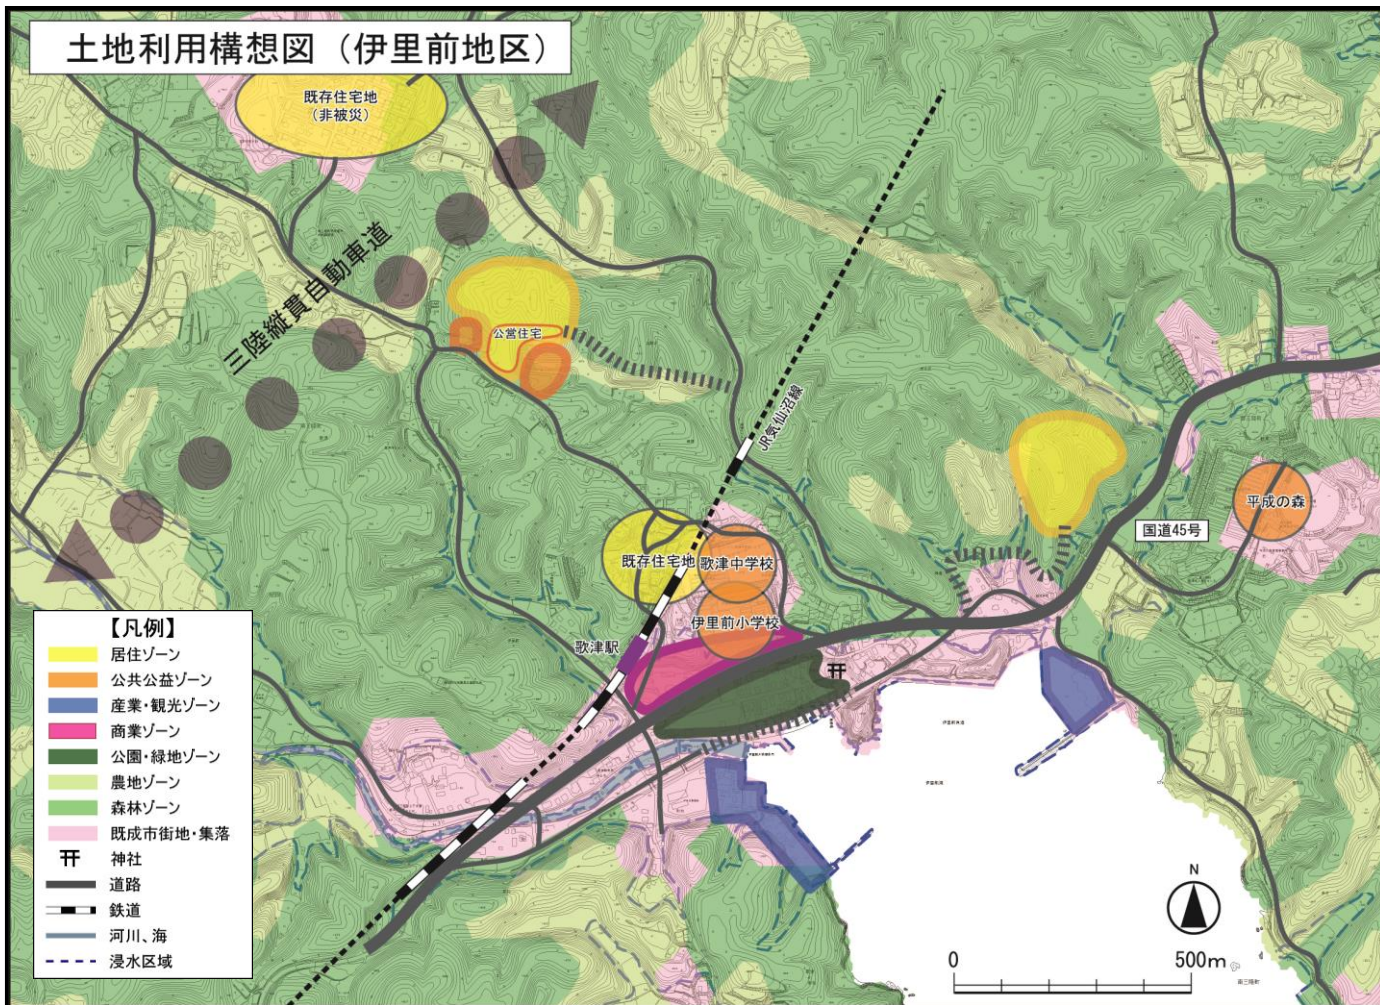 土地利用構想図（伊里前地区）
既存住宅地
（非被災）
三陸縦貫自動車道
公営住宅
JR気仙沼線
国道45号
平成の森
既存住宅地
歌津中学校
伊里前小学校
歌津駅
【凡例】
居住ゾーン
公共公益ゾーン
産業・観光ゾーン
商業ゾーン
公園・緑地ゾーン
農地ゾーン
森林ゾーン
既成市街地・集落
神社
道路
鉄道
河川、海
浸水区域
N
0
500m